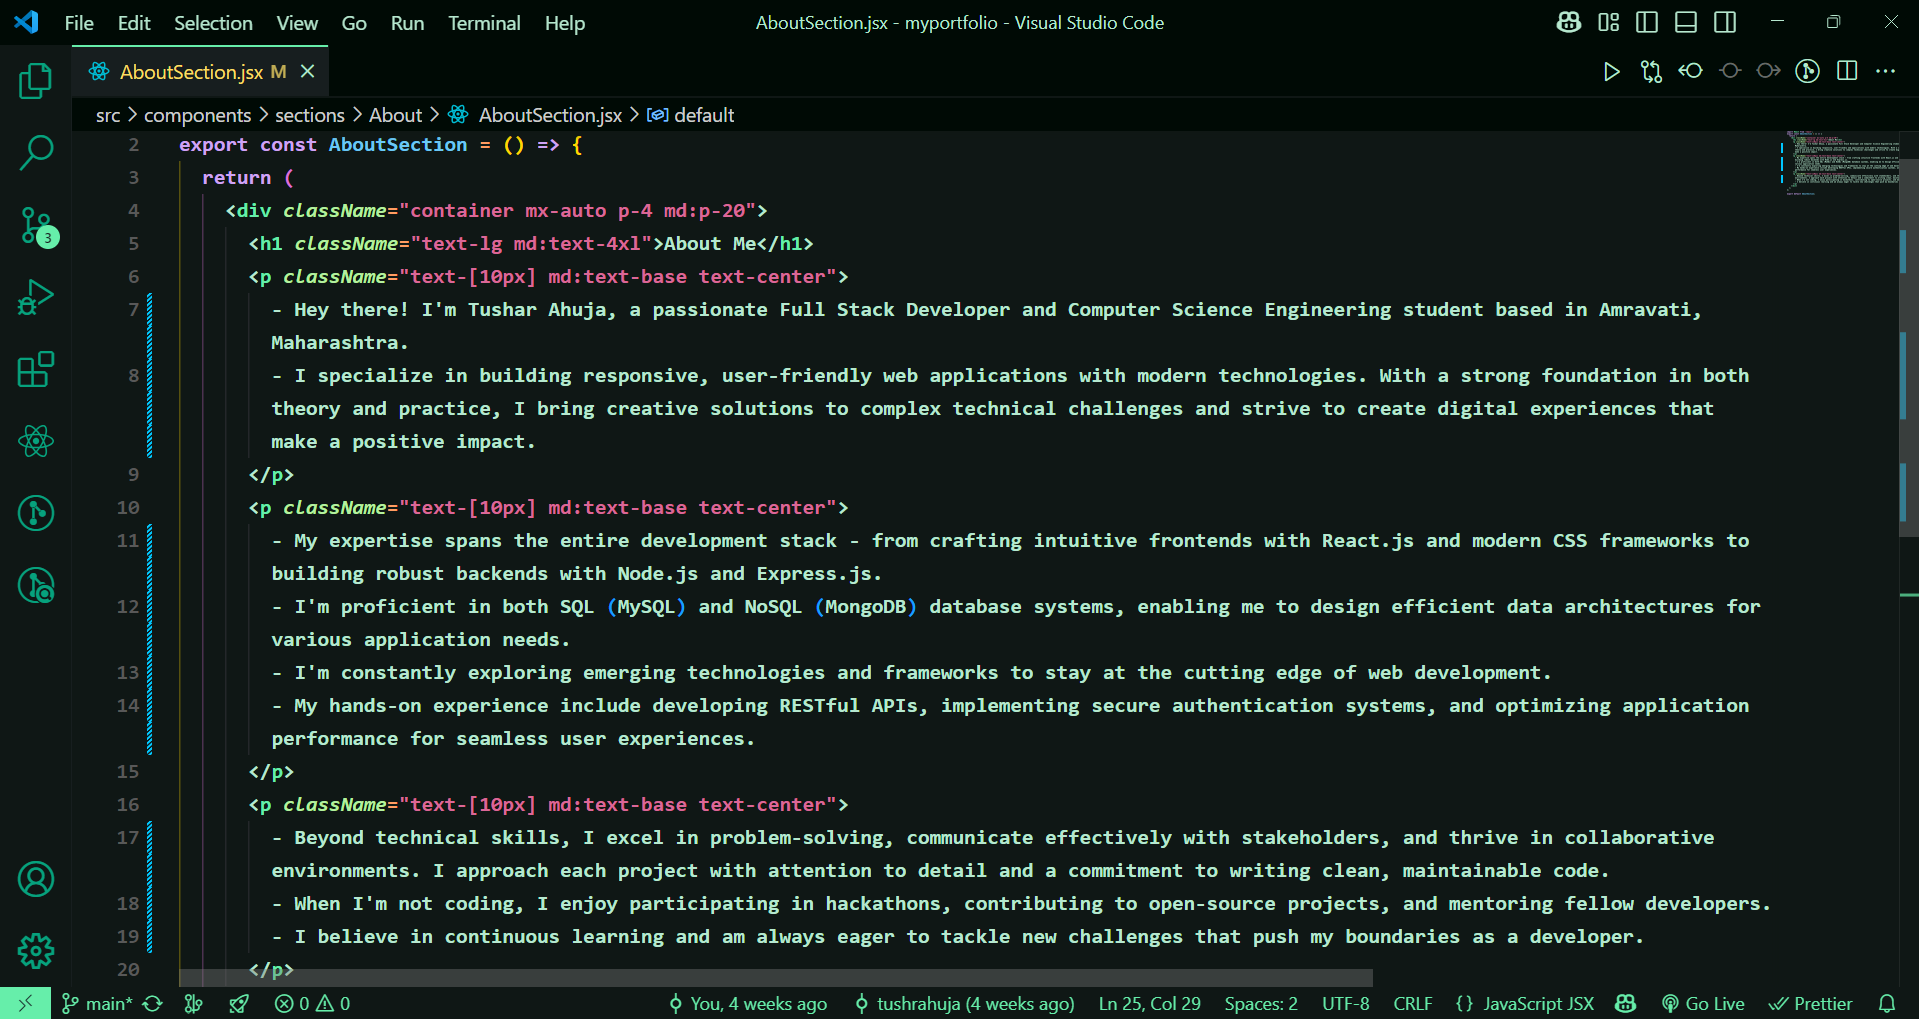 File Edit Selection View Go Run Terminal Help
AboutSection.jsx - myportfolio - Visual Studio Code
AboutSection.jsx M
src > components > sections > About > AboutSection.jsx > default
2 export const AboutSection = () => {
3 return (
4 <div className="container mx-auto p-4 md:p-20">
5 <h1 className="text-lg md:text-4xl">About Me</h1>
6 <p className="text-[10px] md:text-base text-center">
7 - Hey there! I'm Tushar Ahuja, a passionate Full Stack Developer and Computer Science Engineering student based in Amravati,
Maharashtra.
8 - I specialize in building responsive, user-friendly web applications with modern technologies. With a strong foundation in both
theory and practice, I bring creative solutions to complex technical challenges and strive to create digital experiences that
make a positive impact.
9 </p>
10 <p className="text-[10px] md:text-base text-center">
11 - My expertise spans the entire development stack - from crafting intuitive frontends with React.js and modern CSS frameworks to
building robust backends with Node.js and Express.js.
12 - I'm proficient in both SQL (MySQL) and NoSQL (MongoDB) database systems, enabling me to design efficient data architectures for
various application needs.
13 - I'm constantly exploring emerging technologies and frameworks to stay at the cutting edge of web development.
14 - My hands-on experience include developing RESTful APIs, implementing secure authentication systems, and optimizing application
performance for seamless user experiences.
15 </p>
16 <p className="text-[10px] md:text-base text-center">
17 - Beyond technical skills, I excel in problem-solving, communicate effectively with stakeholders, and thrive in collaborative
environments. I approach each project with attention to detail and a commitment to writing clean, maintainable code.
18 - When I'm not coding, I enjoy participating in hackathons, contributing to open-source projects, and mentoring fellow developers.
19 - I believe in continuous learning and am always eager to tackle new challenges that push my boundaries as a developer.
20 </p>
3
main* 0 0 You, 4 weeks ago tushrahuja (4 weeks ago) Ln 25, Col 29 Spaces: 2 UTF-8 CRLF {} JavaScript JSX Go Live Prettier